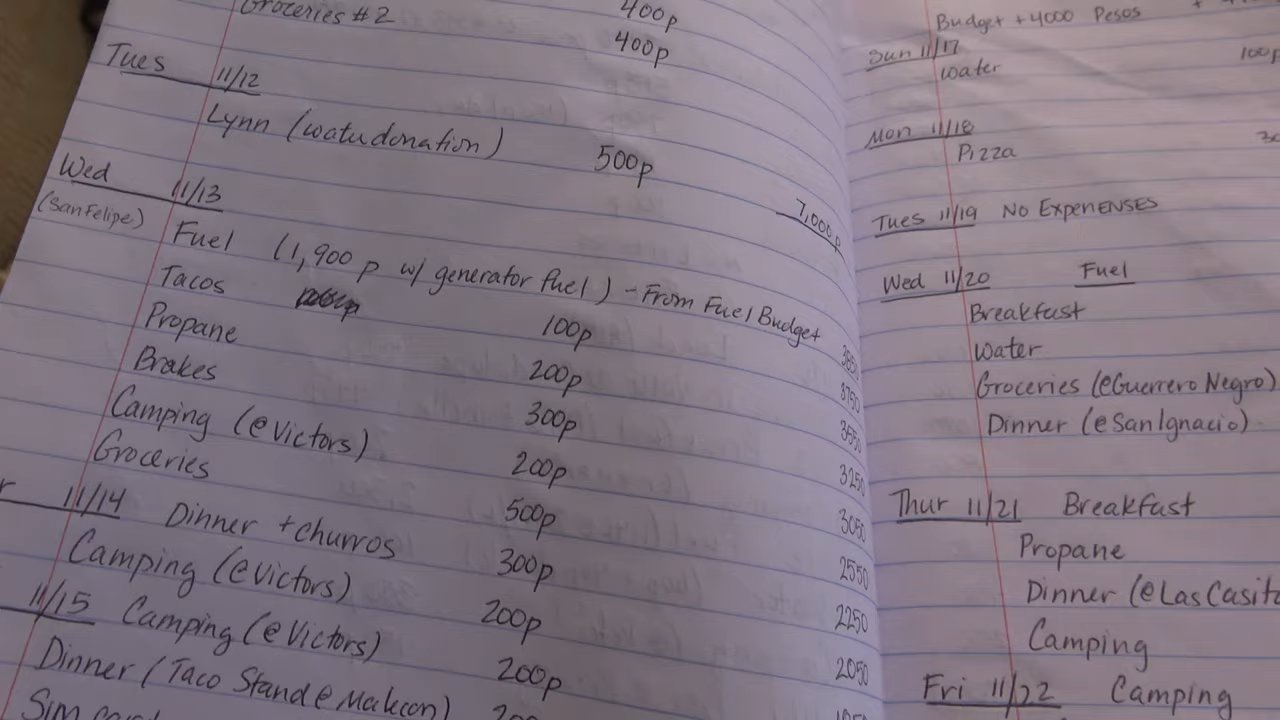 Groceries #2 400p
400p
Tues 11/12
Lynn (watudonation) 500p
7,000p
Wed 11/13
(San Felipe) Fuel (1,900 p w/ generator fuel) - From Fuel Budget
Tacos 100p
Propane 200p 3750
Brakes 300p 3550
Camping (@Victors) 200p 3250
Groceries 500p 3050
11/14 Dinner + churros 300p 2550
Camping (@Victors) 200p 2250
11/15 Camping (@Victors) 200p 2050
Dinner (Taco Stand @ Malecon)
Budget + 4000 Pesos
Sun 11/17
Water 100p
Mon 11/18
Pizza
Tues 11/19 NO EXPENENSES
Wed 11/20 Fuel
Breakfast
Water
Groceries (@Guerrero Negro)
Dinner (@San Ignacio)
Thur 11/21 Breakfast
Propane
Dinner (@Las Casit
Camping
Fri 11/22 Camping